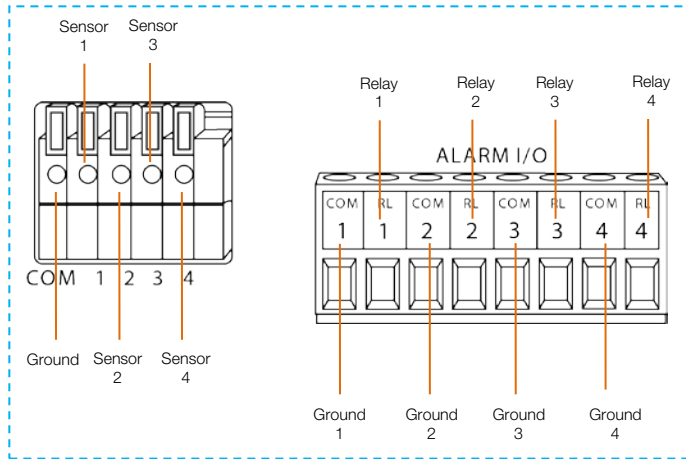 Sensor
1
Sensor
3
COM 1 2 3 4
Ground
Sensor
2
Sensor
4
Relay
1
Relay
2
Relay
3
Relay
4
ALARM I/O
COM RL COM RL COM RL COM RL
1 1 2 2 3 3 4 4
Ground
1
Ground
2
Ground
3
Ground
4